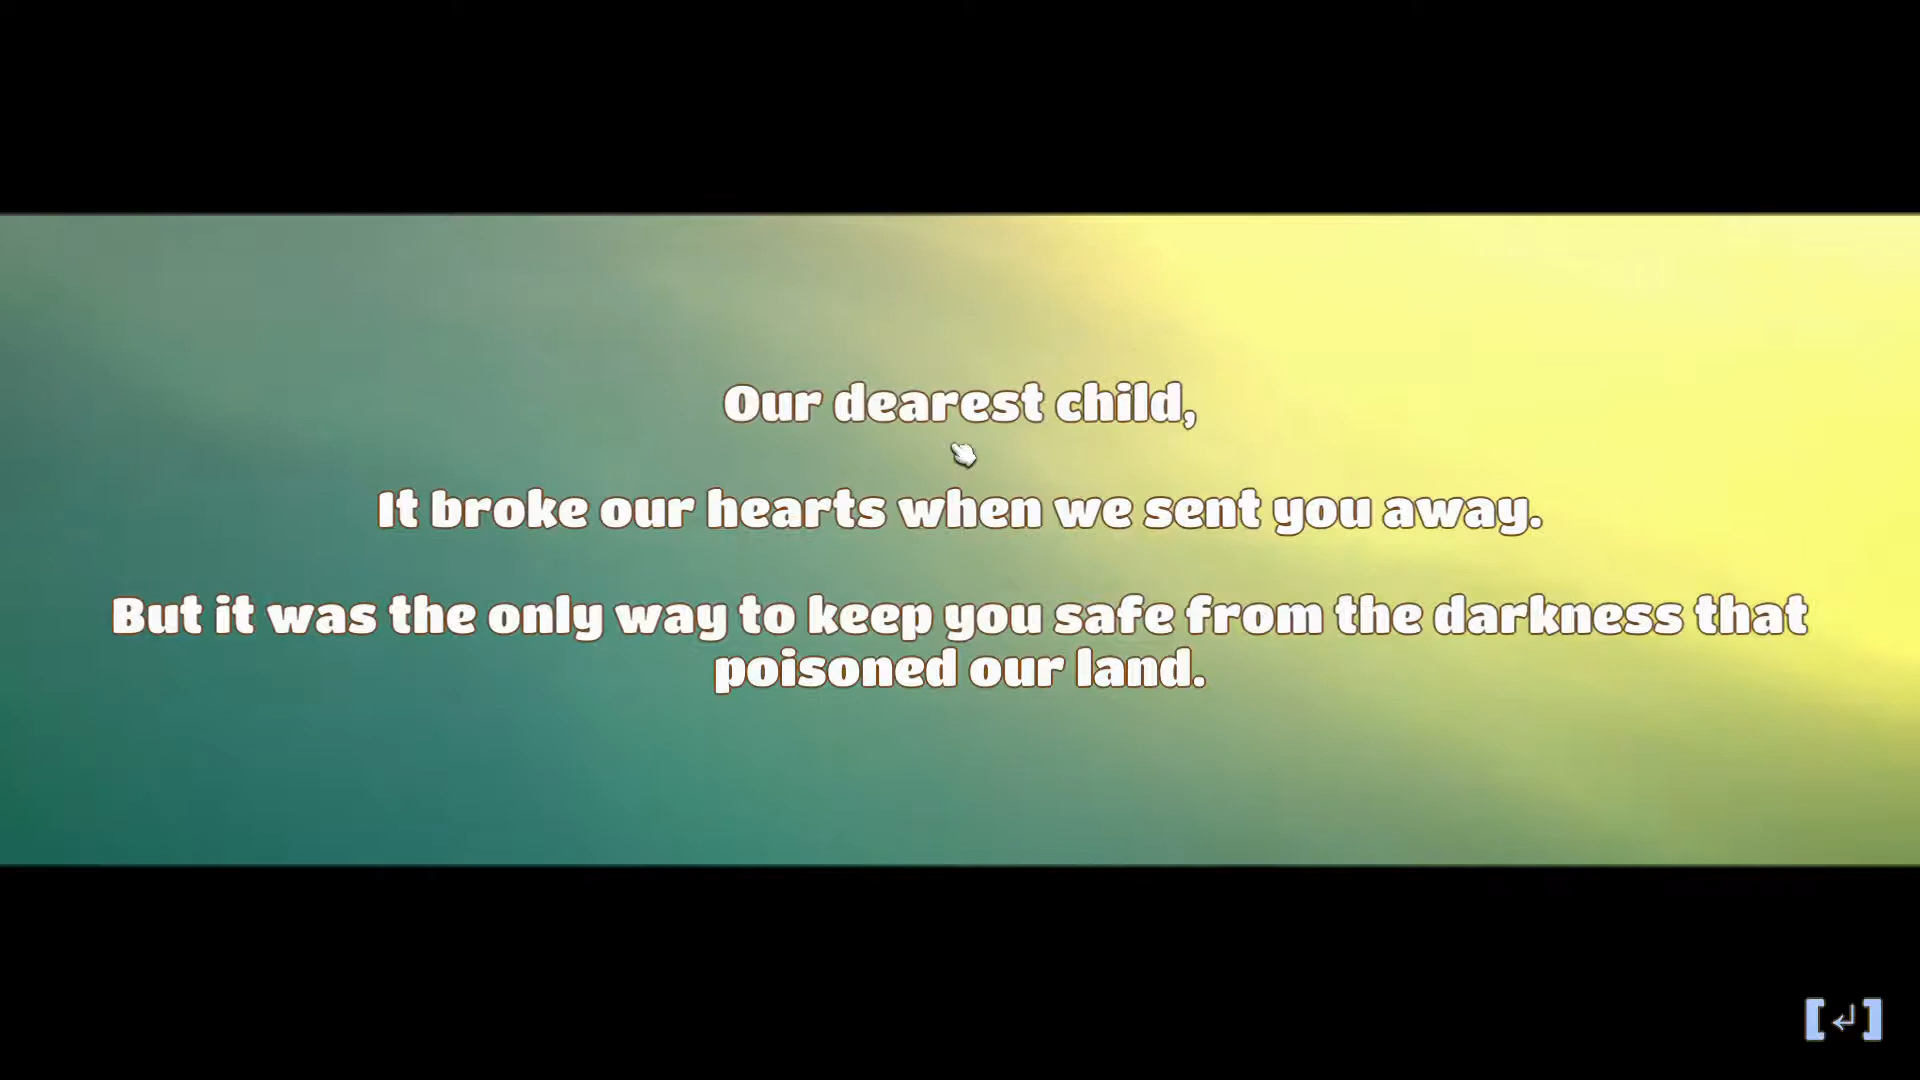 Our dearest child,
It broke our hearts when we sent you away.
But it was the only way to keep you safe from the darkness that
poisoned our land.
[↵]